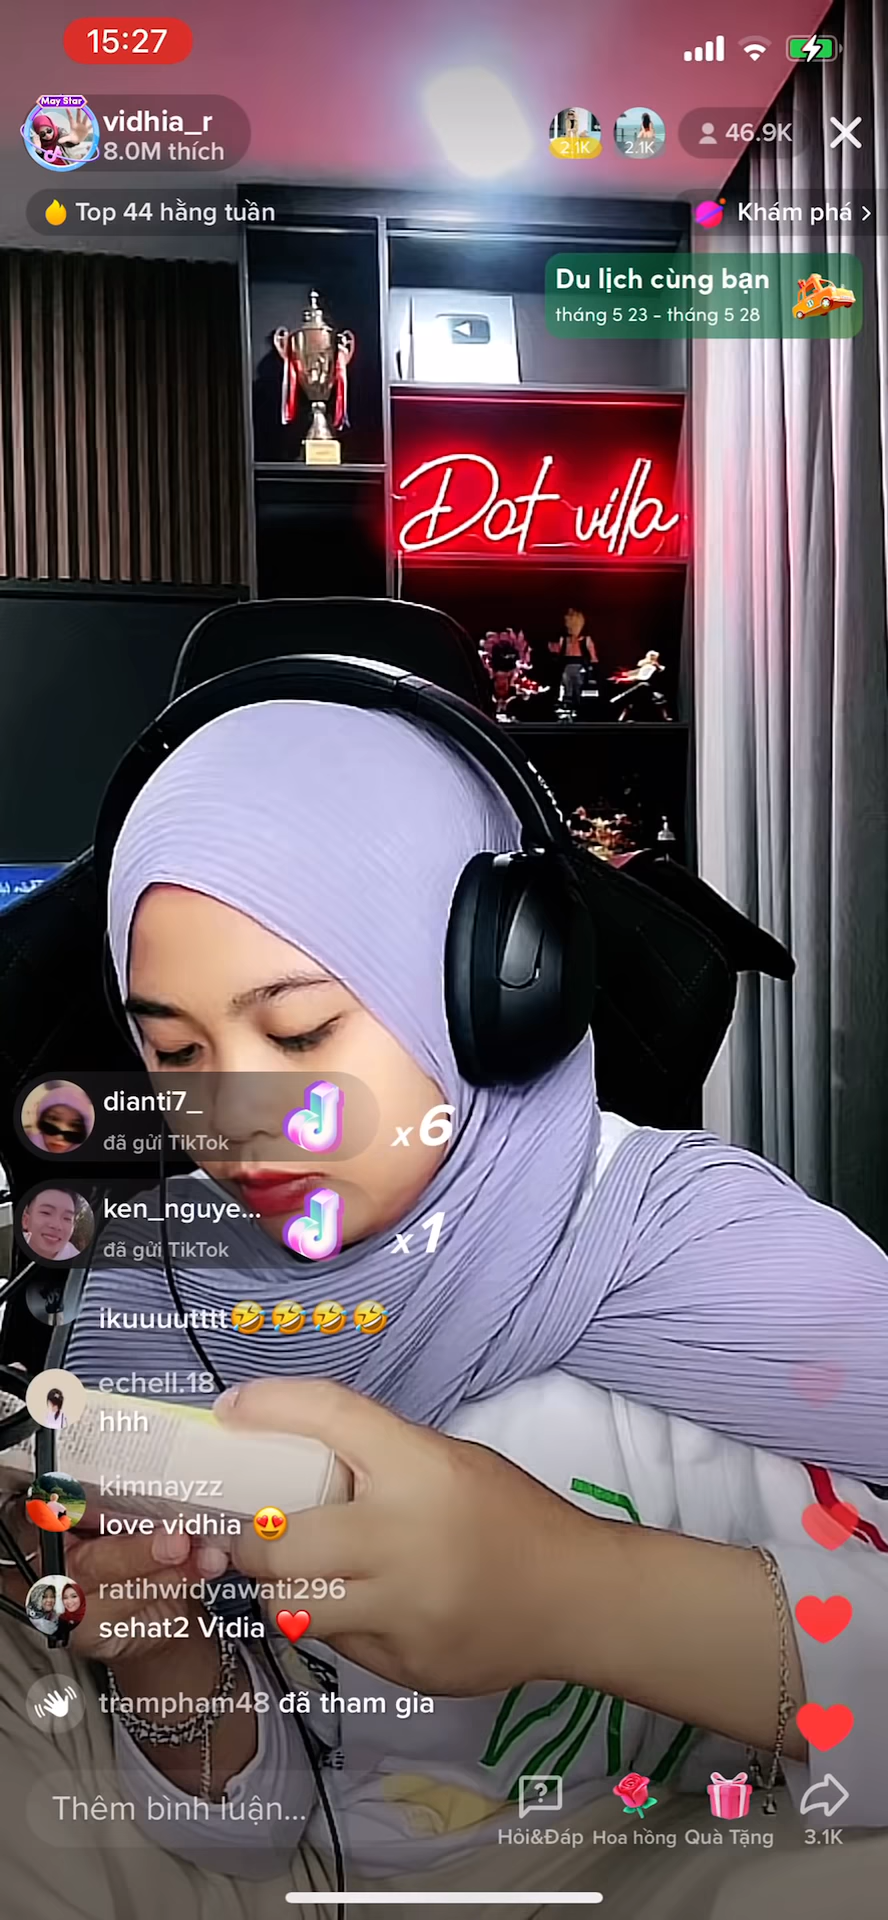 15:27
May Star
vidhia_r
8.0M thích
2.1K
2.1K
46.9K
Top 44 hằng tuần
Khám phá
Du lịch cùng bạn
tháng 5 23 - tháng 5 28
Dot villa
dianti7_
đã gửi TikTok
x6
ken_nguye...
đã gửi TikTok
x1
ikuuuutttt🤣🤣🤣🤣
echell.18
hhh
kimnayzz
love vidhia 😍
ratihwidyawati296
sehat2 Vidia ❤️
trampham48 đã tham gia
Thêm bình luận...
Hỏi&Đáp
Hoa hồng
Quà Tặng
3.1K